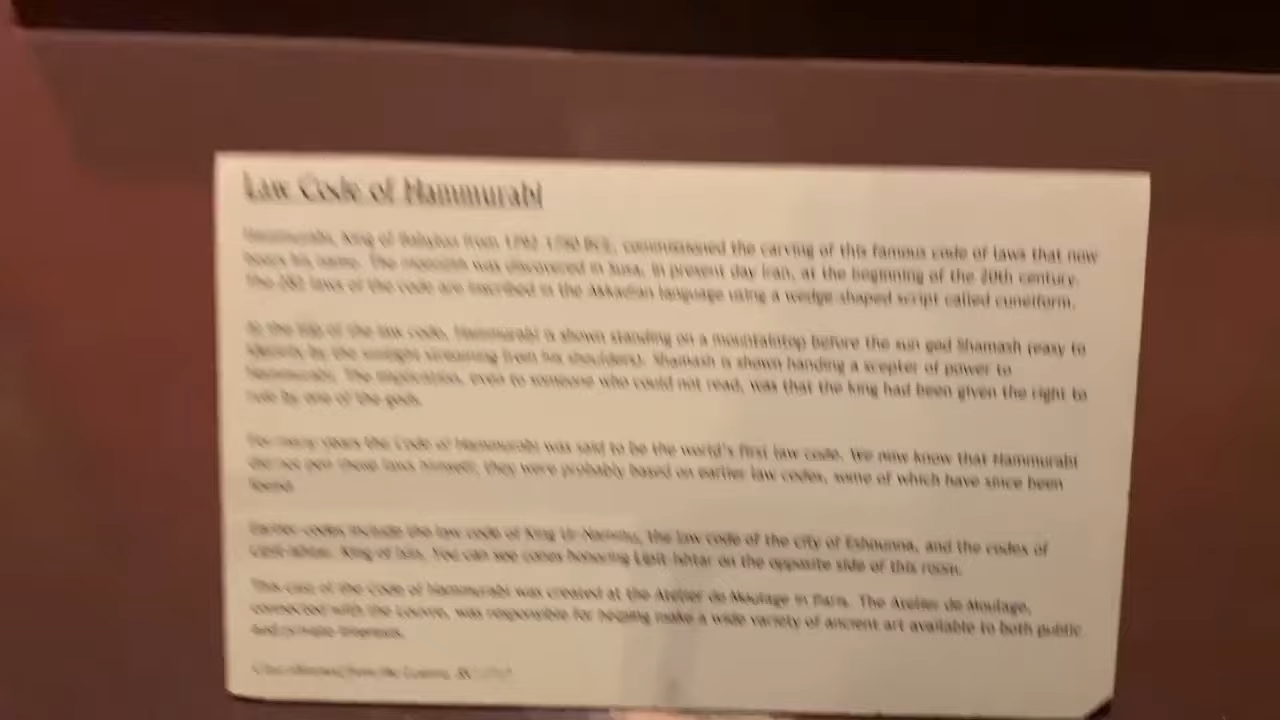 Law Code of Hammurabi
Hammurabi, King of Babylon from 1792-1750 BCE, commissioned the carving of this famous code of laws that now
bears his name. The monolith was discovered in Susa, in present day Iran, at the beginning of the 20th century.
The 282 laws of the code are inscribed in the Akkadian language using a wedge-shaped script called cuneiform.
At the top of the law code, Hammurabi is shown standing on a mountaintop before the sun god Shamash (easy to
identify by the sunlight streaming from his shoulders). Shamash is shown handing a scepter of power to
Hammurabi. The implication, even to someone who could not read, was that the king had been given the right to
rule by one of the gods.
For many years the Code of Hammurabi was said to be the world's first law code. We now know that Hammurabi
did not pen these laws himself; they were probably based on earlier law codes, some of which have since been
found.
Earlier codes include the law code of King Ur-Nammu, the law code of the city of Eshnunna, and the codes of
Lipit-Ishtar, King of Isin. You can see cones honoring Lipit-Ishtar on the opposite side of this room.
This cast of the Code of Hammurabi was created at the Atelier de Moulage in Paris. The Atelier de Moulage,
connected with the Louvre, was responsible for helping make a wide variety of ancient art available to both public
and private
from the Louvre, RC